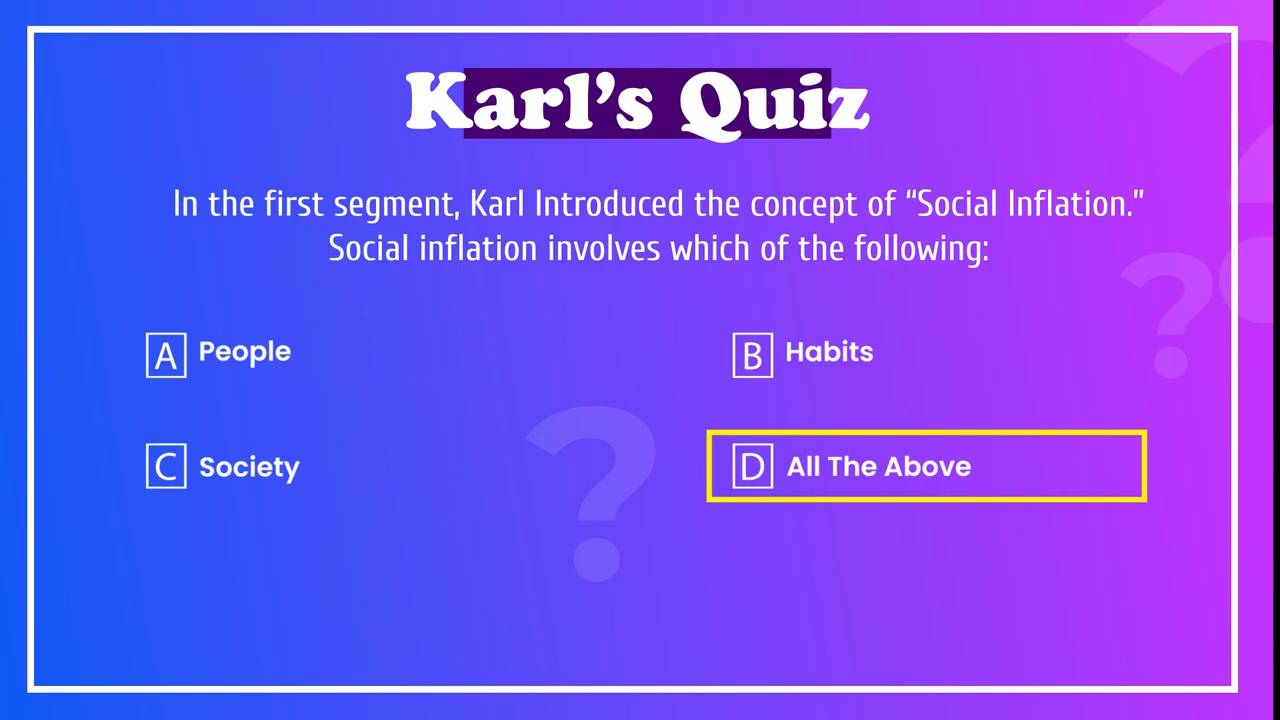 Karl’s Quiz
In the first segment, Karl Introduced the concept of “Social Inflation.”
Social inflation involves which of the following:
A People
B Habits
C Society
D All The Above